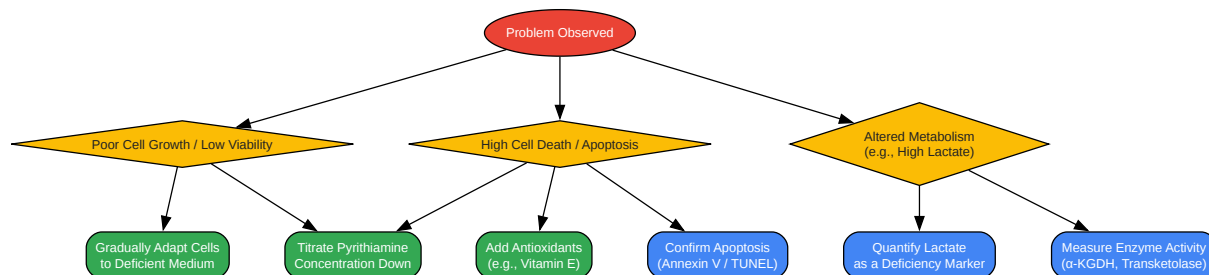 Problem Observed
Poor Cell Growth / Low Viability
High Cell Death / Apoptosis
Altered Metabolism
(e.g., High Lactate)
Gradually Adapt Cells
to Deficient Medium
Titrate Pyrithiamine
Concentration Down
Add Antioxidants
(e.g., Vitamin E)
Confirm Apoptosis
(Annexin V / TUNEL)
Quantify Lactate
as a Deficiency Marker
Measure Enzyme Activity
(α-KGDH, Transketolase)